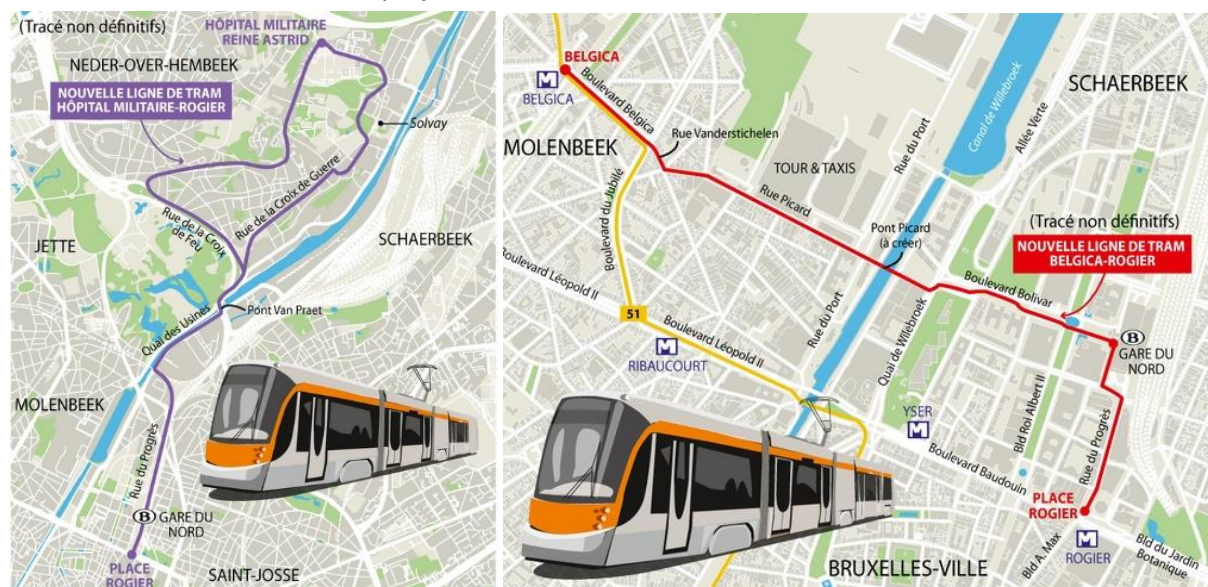 (Tracé non définitifs)
HÔPITAL MILITAIRE
REINE ASTRID
NEDER-OVER-HEMBEEK
NOUVELLE LIGNE DE TRAM
HÔPITAL MILITAIRE-ROGIER
Solvay
Rue de la Croix de Guerre
Rue de la Croix
de Feu
JETTE
SCHAERBEEK
Pont Van Praet
Quai des Usines
MOLENBEEK
Rue du Progrès
B
GARE DU
NORD
PLACE
ROGIER
SAINT-JOSSE
BELGICA
M
BELGICA
Boulevard Belgica
SCHAERBEEK
Canal de Willebroek
Allée Verte
Rue du Port
Rue Vanderstichelen
MOLENBEEK
TOUR & TAXIS
Rue Picard
Boulevard du Jubile
(Tracé non définitifs)
Pont Picard
(à créer)
NOUVELLE LIGNE DE TRAM
BELGICA-ROGIER
Boulevard Léopold II
Boulevard Bolivar
51
Boulevard Léopold II
Rue du Port
Quai de Wilebroek
B
GARE DU
NORD
M
RIBAUCOURT
Bld Roi Albert II
YSER
M
Rue du Progrès
Boulevard Baudouin
PLACE
ROGIER
M
ROGIER
Bld A. Max
Bld du Jardin
Botanique
BRUXELLES-VILLE